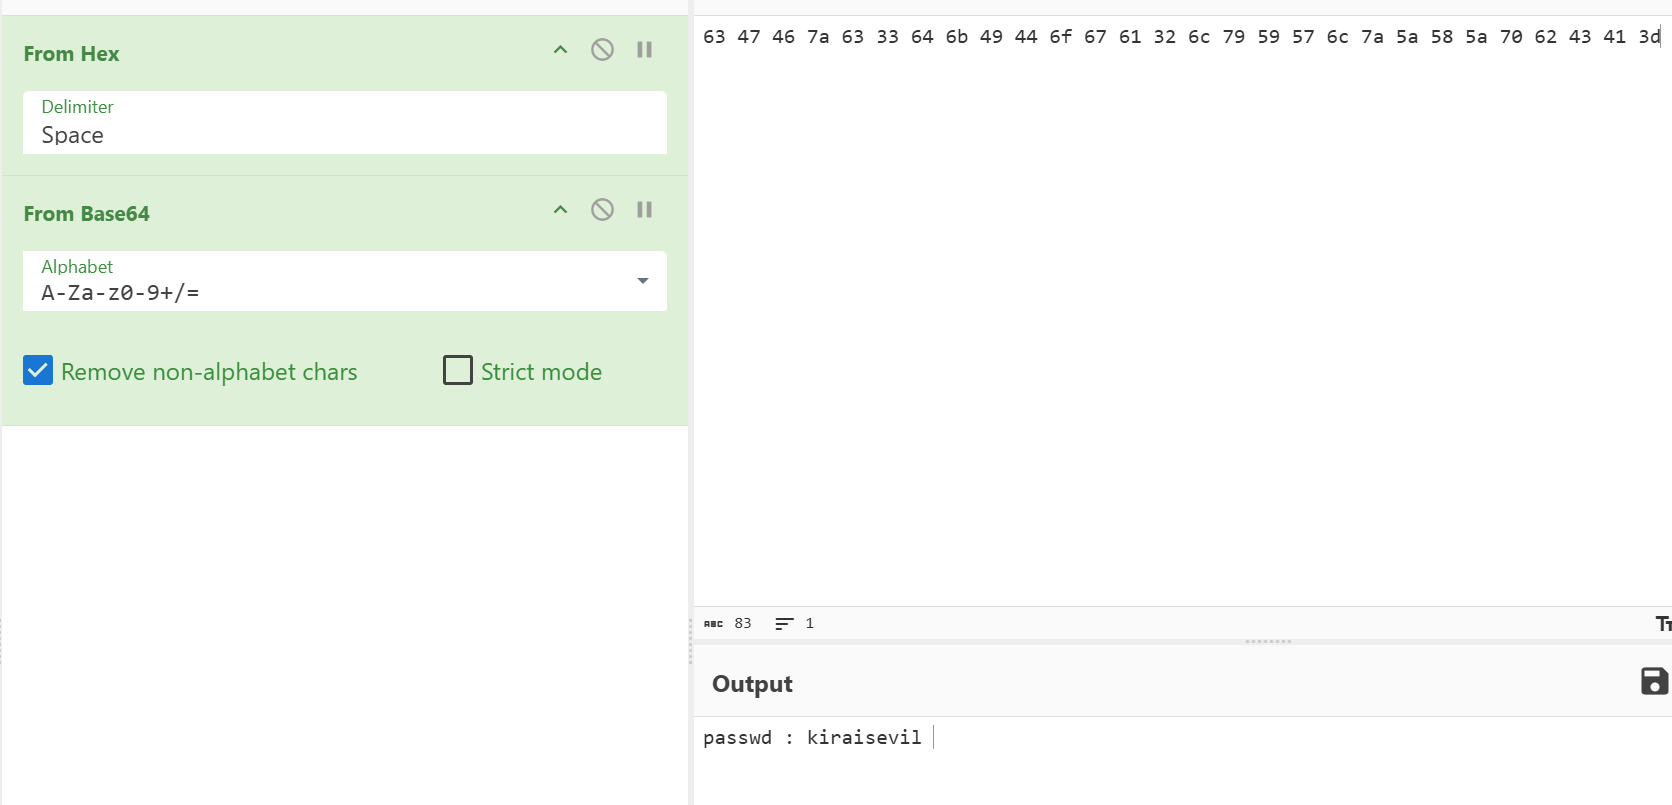 From Hex
Delimiter
Space
From Base64
Alphabet
A-Za-z0-9+/=
Remove non-alphabet chars
Strict mode
63 47 46 7a 63 33 64 6b 49 44 6f 67 61 32 6c 79 59 57 6c 7a 5a 58 5a 70 62 43 41 3d
ABC 83 1
Tт
Output
passwd : kiraisevil